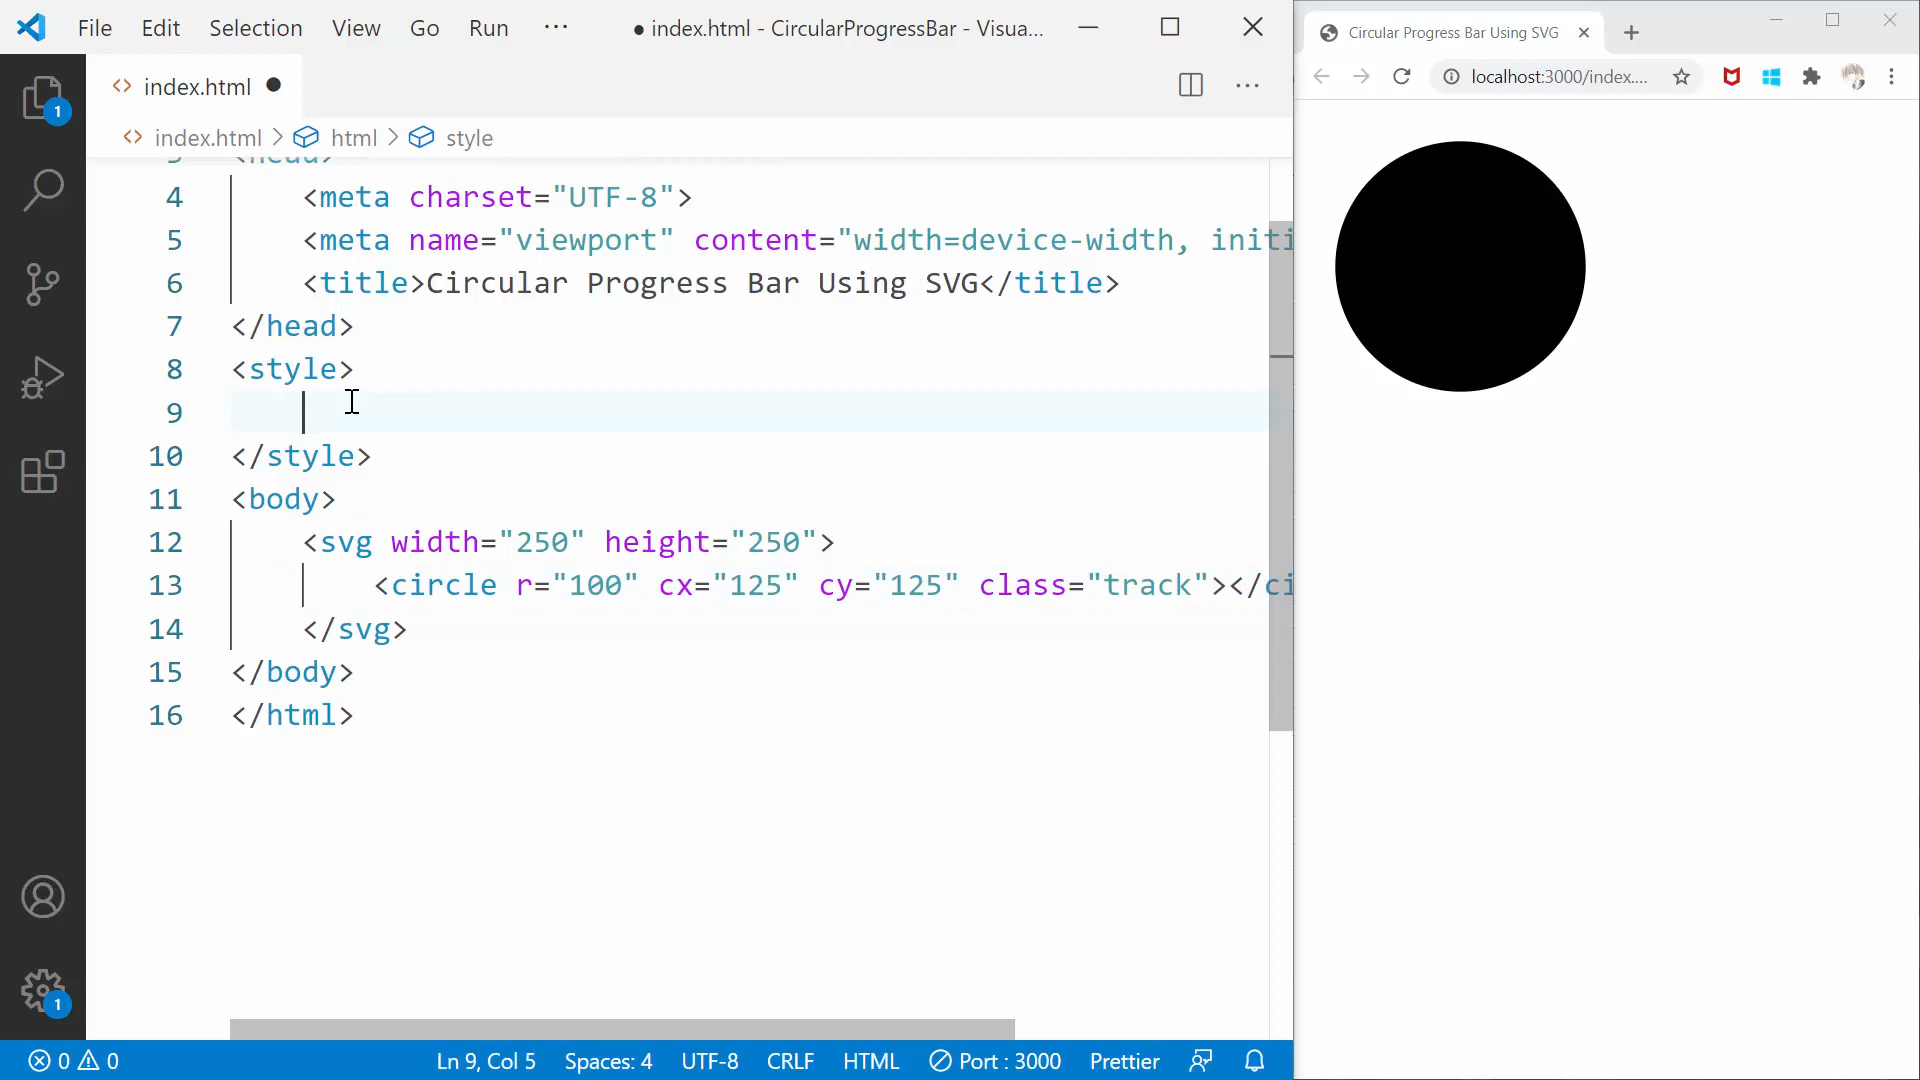 File Edit Selection View Go Run ··· ● index.html - CircularProgressBar - Visua...
Circular Progress Bar Using SVG
index.html ●
localhost:3000/index....
1
index.html > html > style
3 <head>
4 <meta charset="UTF-8">
5 <meta name="viewport" content="width=device-width, initi
6 <title>Circular Progress Bar Using SVG</title>
7 </head>
8 <style>
9
10 </style>
11 <body>
12 <svg width="250" height="250">
13 <circle r="100" cx="125" cy="125" class="track"></ci
14 </svg>
15 </body>
16 </html>
1
0 0 Ln 9, Col 5 Spaces: 4 UTF-8 CRLF HTML Port : 3000 Prettier